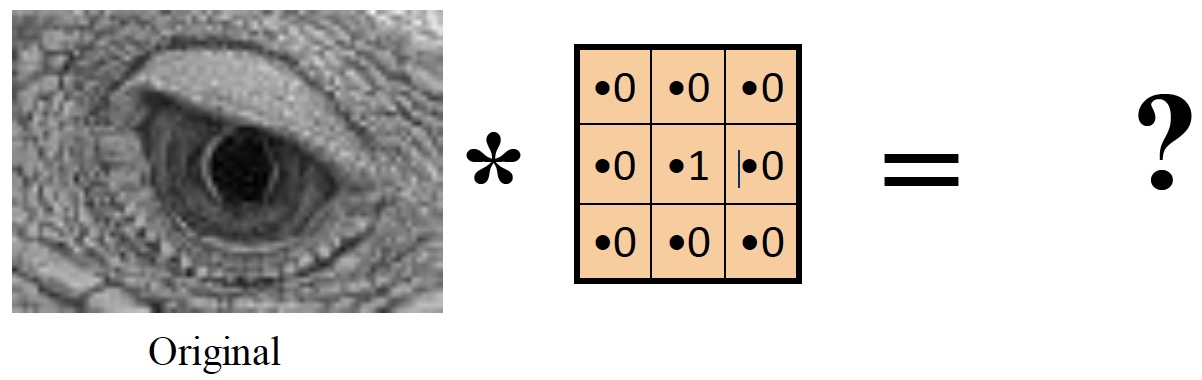 •0 •0 •0
* •0 •1 •0 = ?
•0 •0 •0
Original